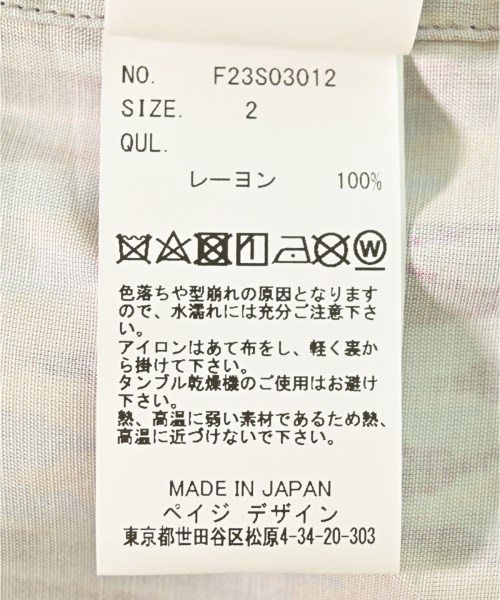 NO. F23S03012
SIZE. 2
QUL.
レーヨン 100%
W
色落ちや型崩れの原因となります
ので、水濡れには充分ご注意下さ
い。
アイロンはあて布をし、軽く裏か
ら掛けて下さい。
タンブル乾燥機のご使用はお避け
下さい。
熱、高温に弱い素材であるため熱、
高温に近づけないで下さい。
MADE IN JAPAN
ペイジ デザイン
東京都世田谷区松原4-34-20-303